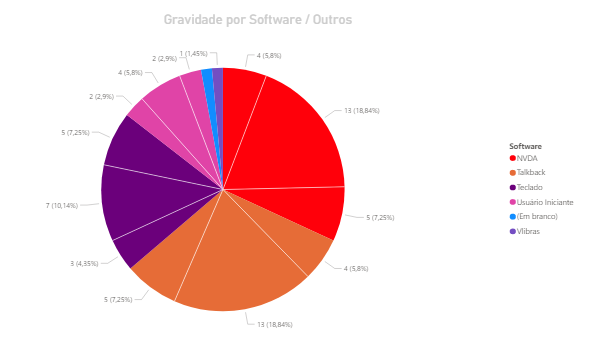 Gravidade por Software / Outros
4 (5,8%)
13 (18,84%)
5 (7,25%)
4 (5,8%)
13 (18,84%)
5 (7,25%)
3 (4,35%)
7 (10,14%)
5 (7,25%)
2 (2,9%)
4 (5,8%)
2 (2,9%)
1 (1,45%)
Software
NVDA
Talkback
Teclado
Usuário Iniciante
(Em branco)
Vlibras